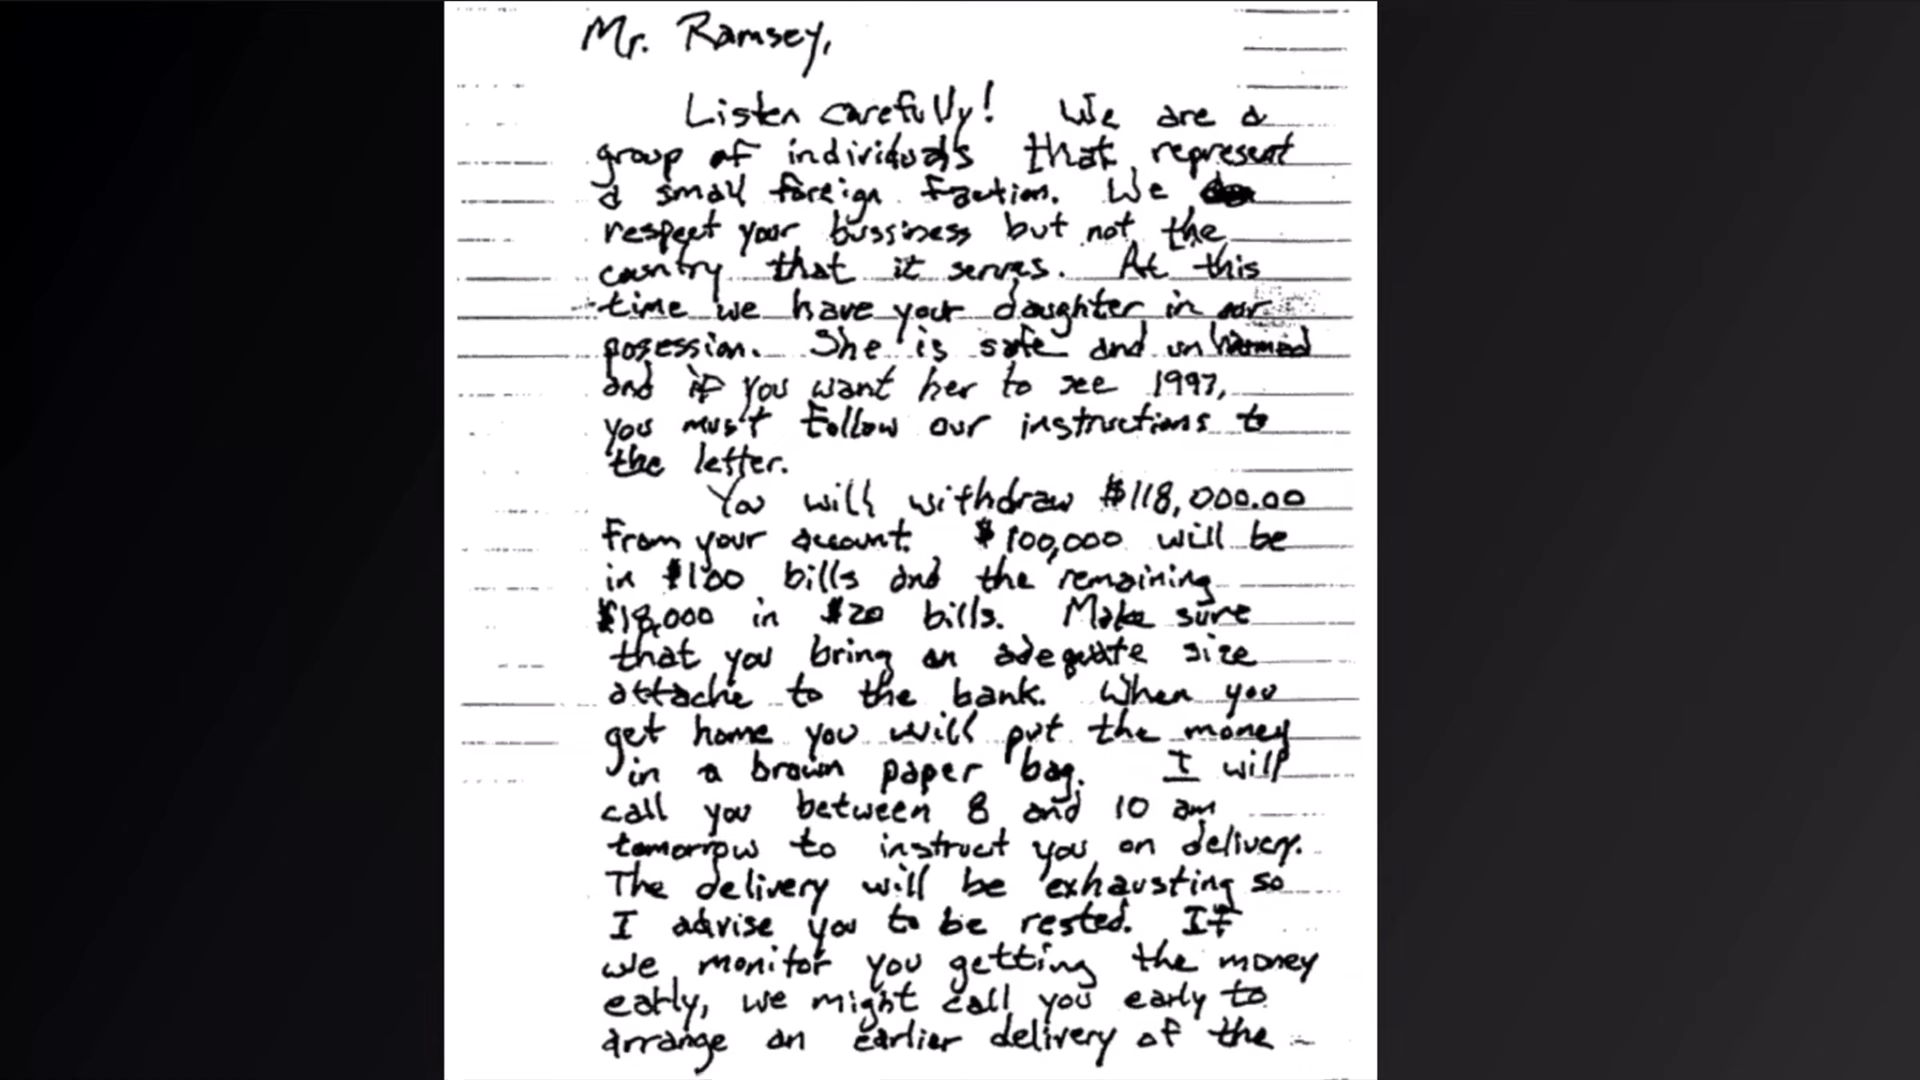 Mr. Ramsey,
Listen carefully! We are a
group of individuals that represent
a small foreign faction. We
respect your bussiness but not the
country that it serves. At this
time we have your daughter in our
posession. She is safe and unharmed
and if you want her to see 1997,
you must follow our instructions to
the letter.
You will withdraw $118,000.00
from your account. $100,000 will be
in $100 bills and the remaining
$18,000 in $20 bills. Make sure
that you bring an adequate size
attache to the bank. When you
get home you will put the money
in a brown paper bag. I will
call you between 8 and 10 am
tomorrow to instruct you on delivery.
The delivery will be exhausting so
I advise you to be rested. If
we monitor you getting the money
early, we might call you early to
arrange an earlier delivery of the